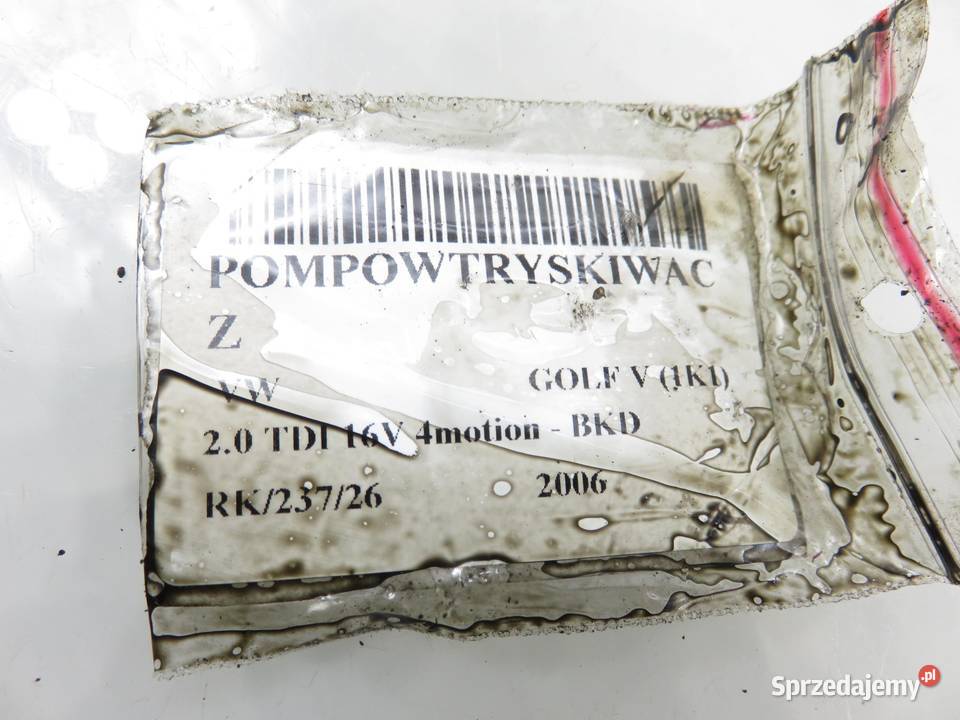 POMPOWTRYSKIWAC
Z
VW GOLF V (1K1)
2.0 TDI 16V 4motion - BKD
RK/237/26 2006
Sprzedajemy.pl